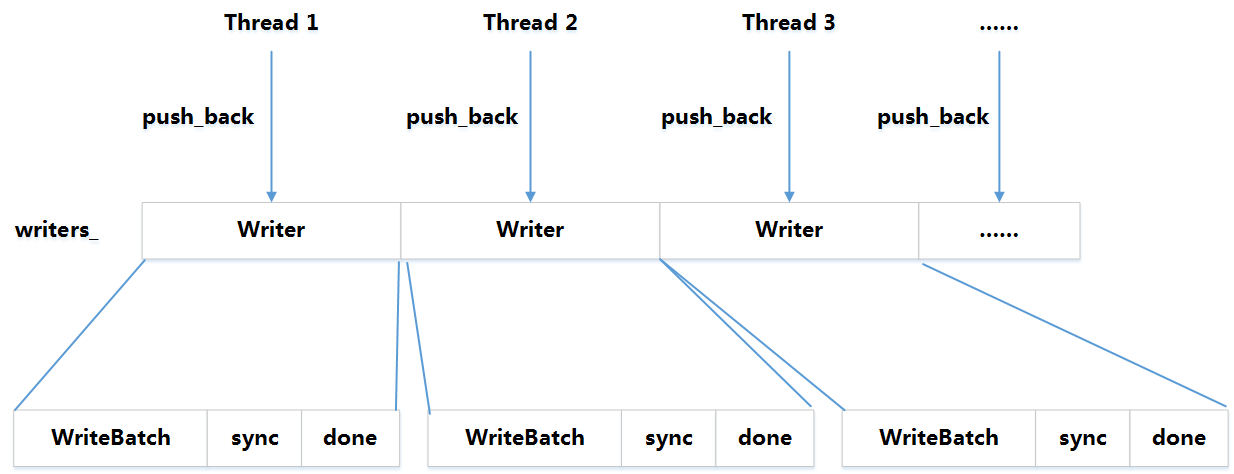 Thread 1 Thread 2 Thread 3 ......
push_back push_back push_back push_back
writers_ Writer Writer Writer ......
WriteBatch sync done WriteBatch sync done WriteBatch sync done